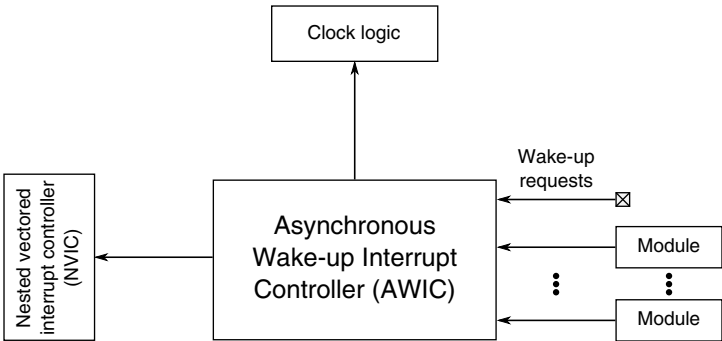 Clock logic
Wake-up
requests
Nested vectored
interrupt controller
(NVIC)
Asynchronous
Wake-up Interrupt
Controller (AWIC)
Module
Module